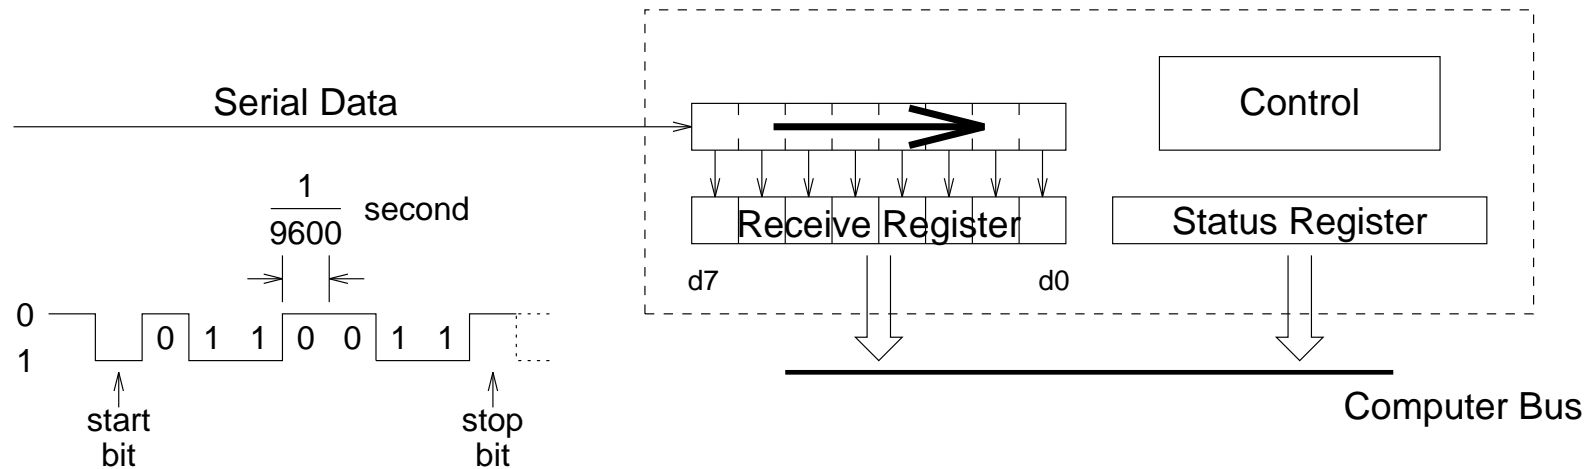 Serial Data
Control
1
9600
second
Receive Register
Status Register
d7
d0
0
1
0 1 1 0 0 1 1
start
bit
stop
bit
Computer Bus